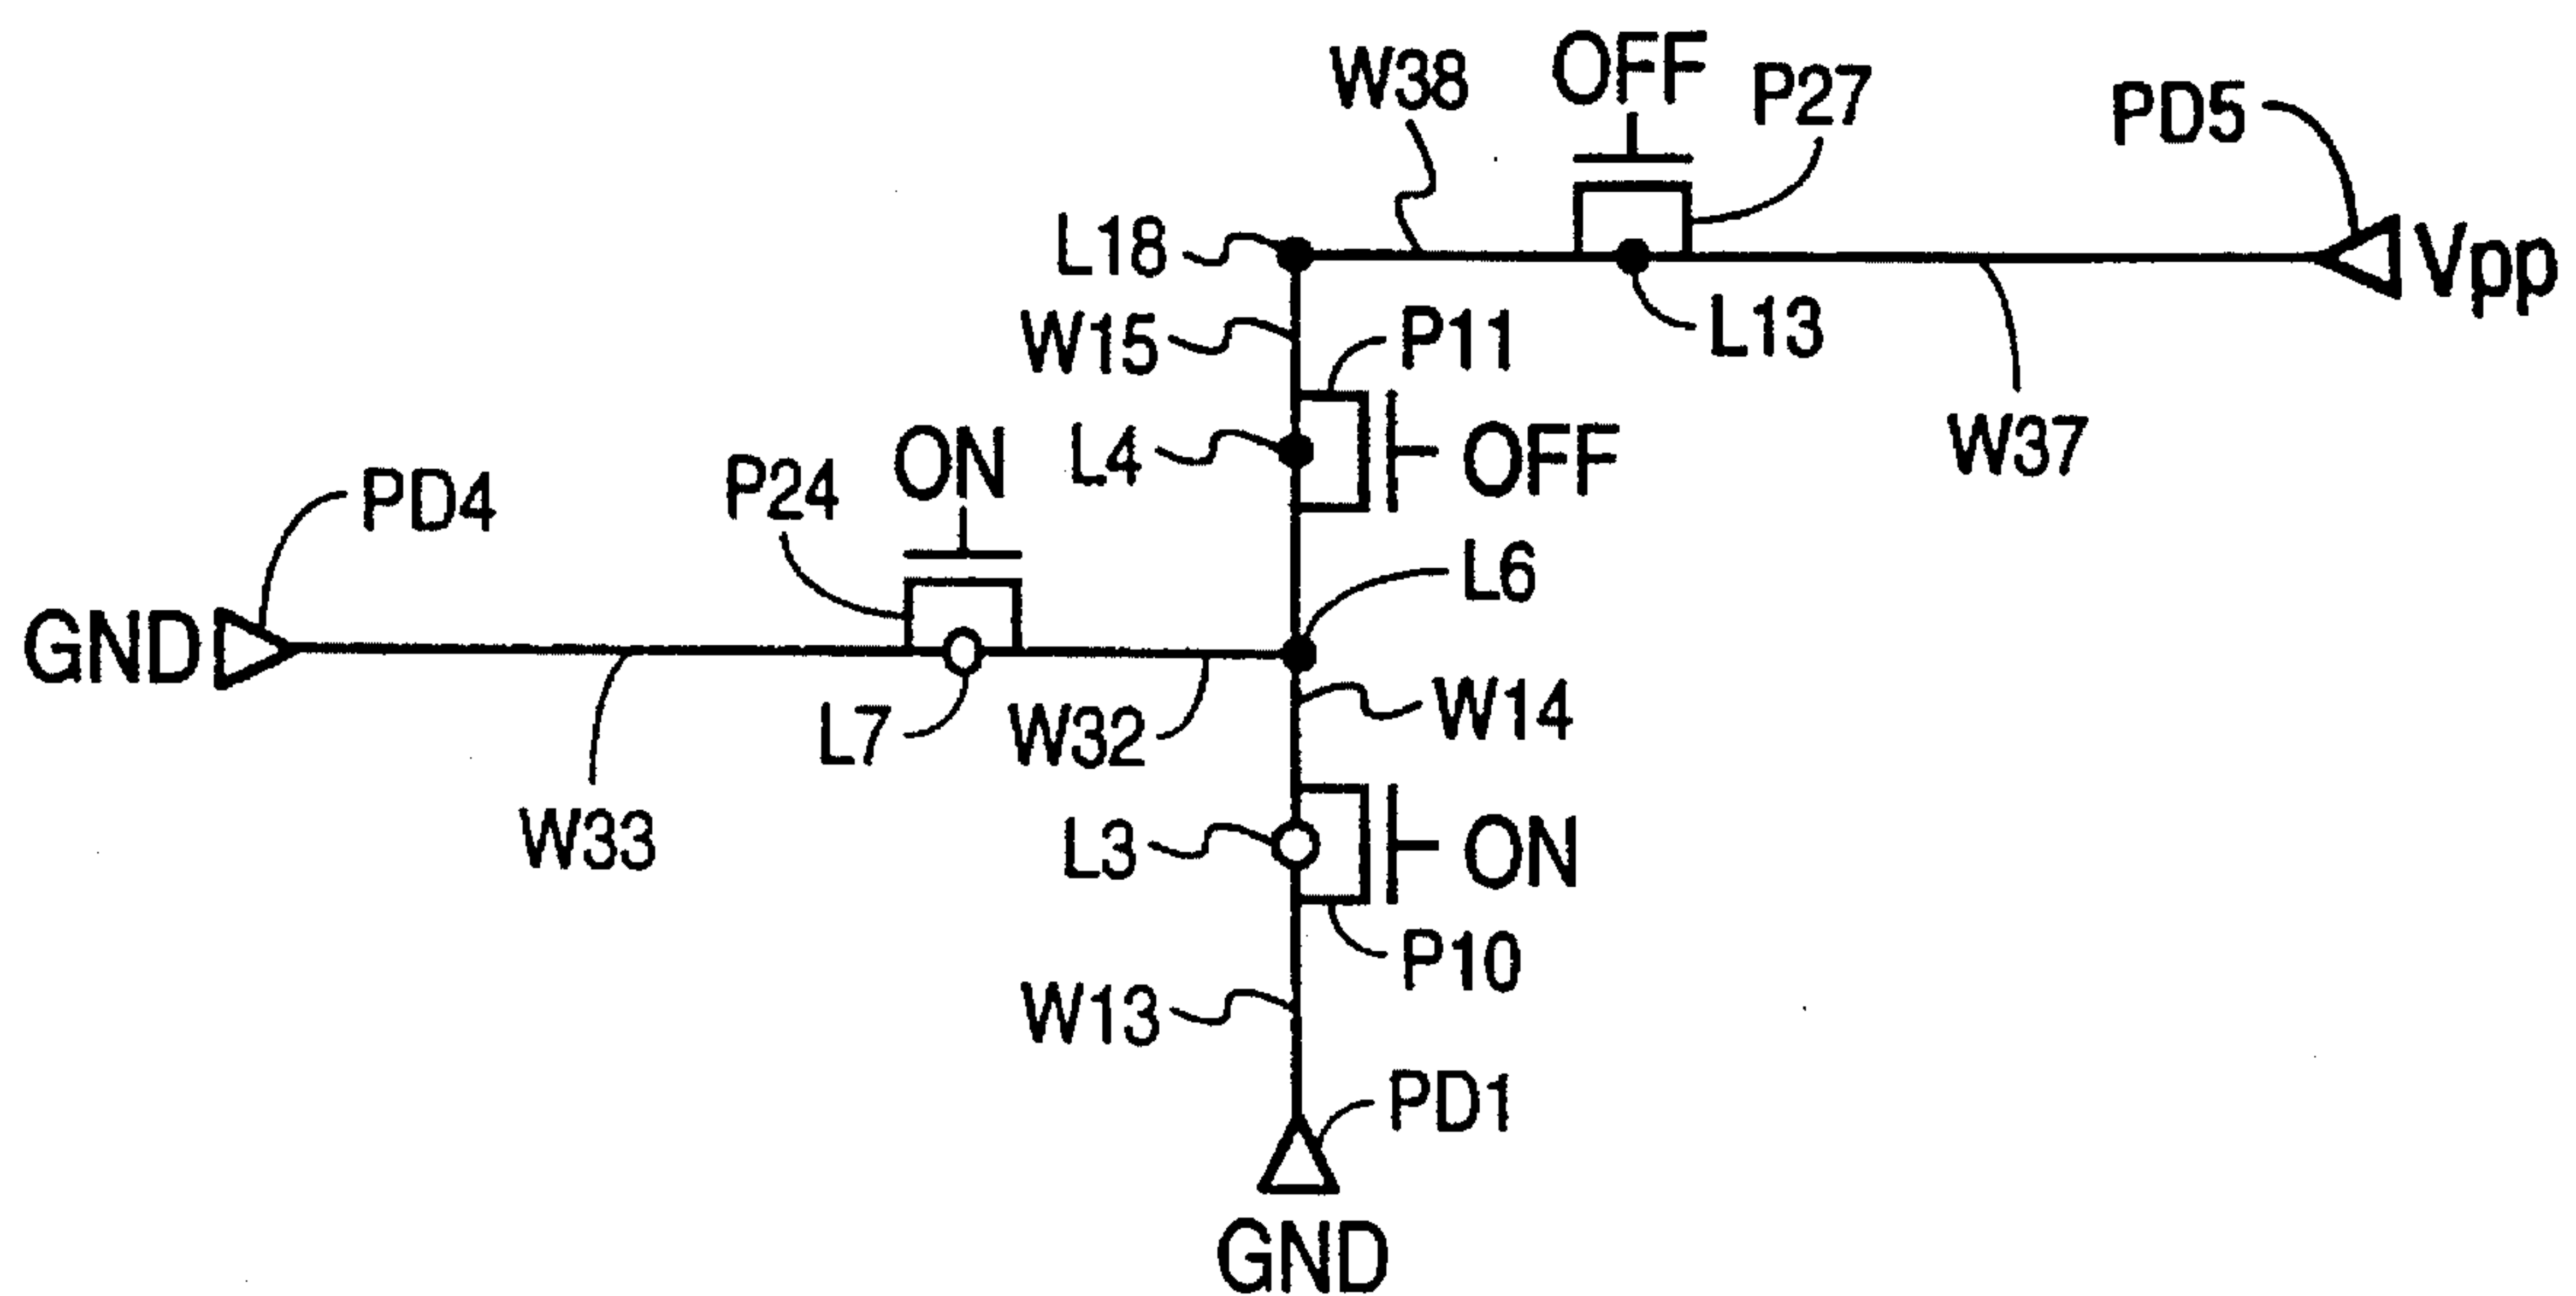 OFF
W38
P27
PD5
L18
Vpp
W15
P11
L13
L4
OFF
W37
ON
P24
PD4
L6
GND
W14
L7
W32
W33
L3
ON
P10
W13
PD1
GND